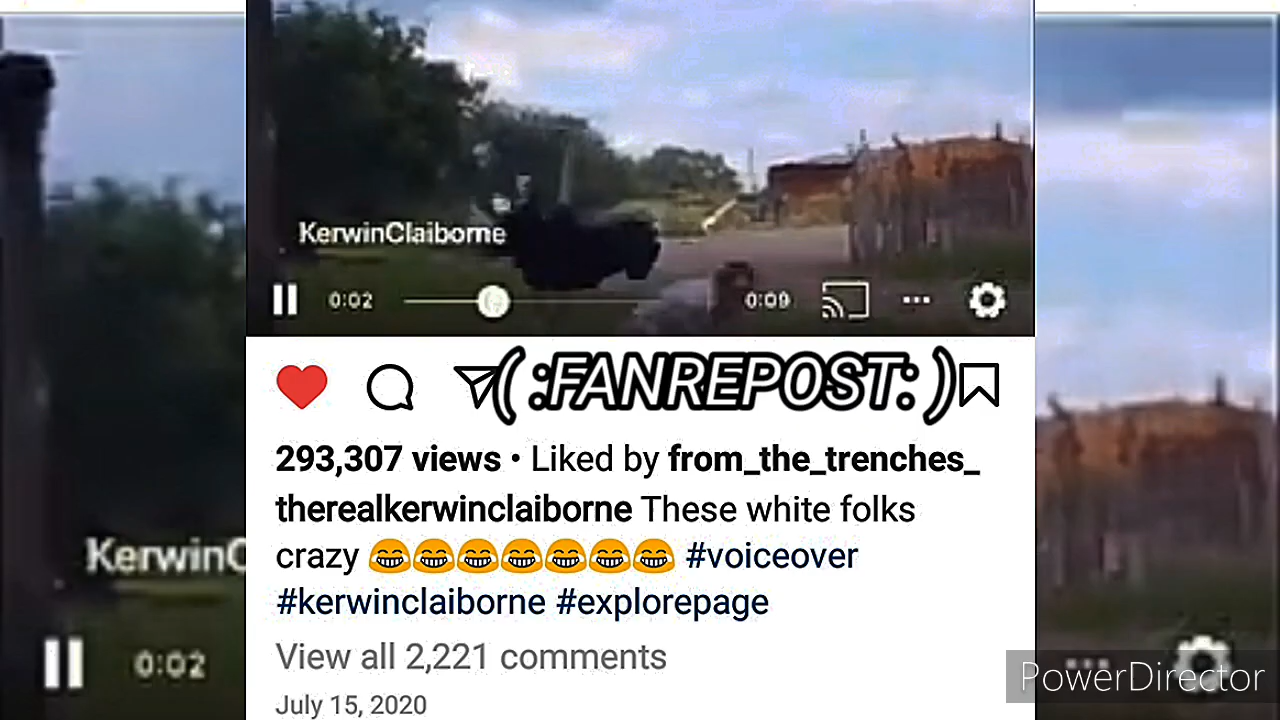 KerwinClaiborne
0:02 0:09
(:FANREPOST:)
293,307 views • Liked by from_the_trenches_
therealkerwinclaiborne These white folks
crazy 😂😂😂😂😂😂😂 #voiceover
#kerwinclaiborne #explorepage
View all 2,221 comments
July 15, 2020
KerwinC
0:02
PowerDirector